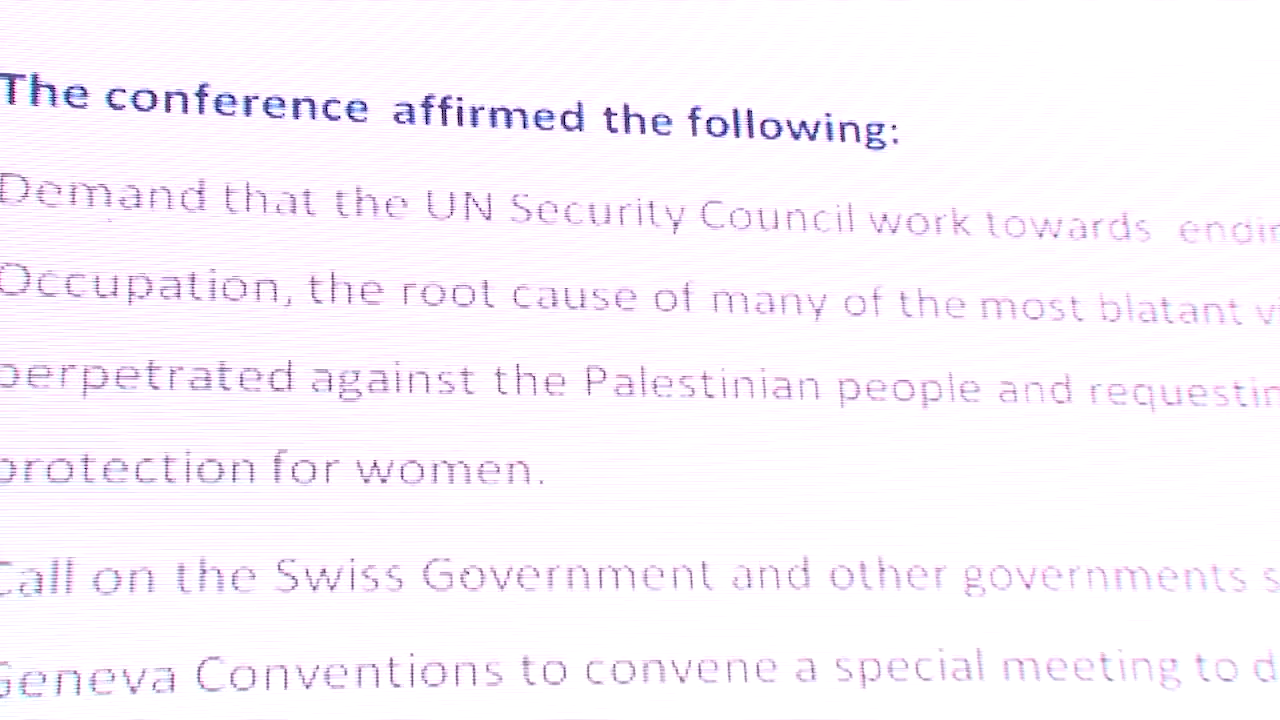 The conference affirmed the following:
Demand that the UN Security Council work towards
Occupation, the root cause of many of the most blatant
perpetrated against the Palestinian people and
protection for women.
Call on the Swiss Government and other governments
Geneva Conventions to convene a special meeting to